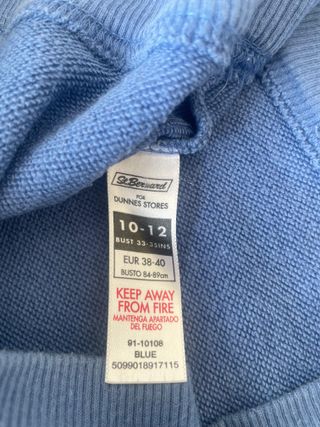 St. Bernard
FOR
DUNNES STORES
10-12
BUST 33-35INS
EUR 38-40
BUSTO 84-89cm
KEEP AWAY
FROM FIRE
MANTENGA APARTADO
DEL FUEGO
91-10108
BLUE
5099018917115